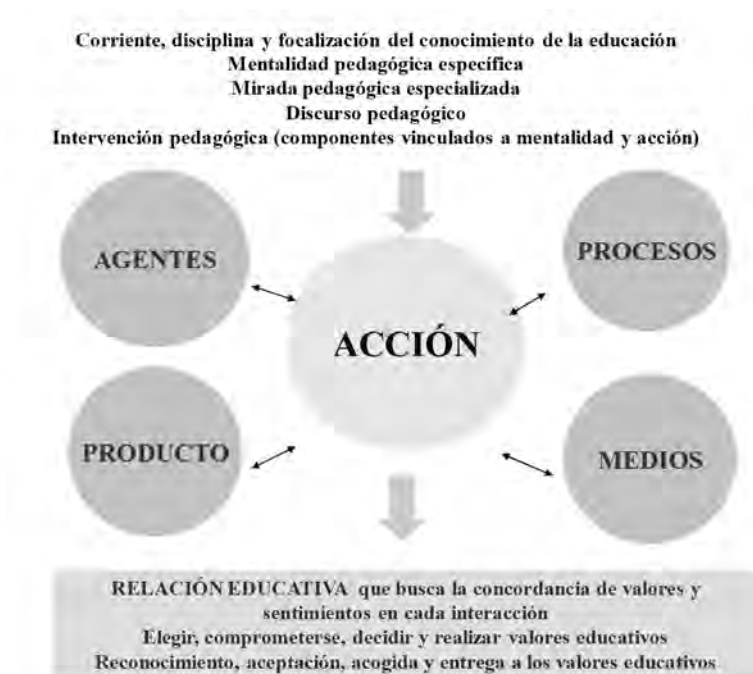 Corriente, disciplina y focalización del conocimiento de la educación
Mentalidad pedagógica específica
Mirada pedagógica especializada
Discurso pedagógico
Intervención pedagógica (componentes vinculados a mentalidad y acción)
AGENTES
PROCESOS
ACCIÓN
PRODUCTO
MEDIOS
RELACIÓN EDUCATIVA que busca la concordancia de valores y
sentimientos en cada interacción
Elegir, comprometerse, decidir y realizar valores educativos
Reconocimiento, aceptación, acogida y entrega a los valores educativos